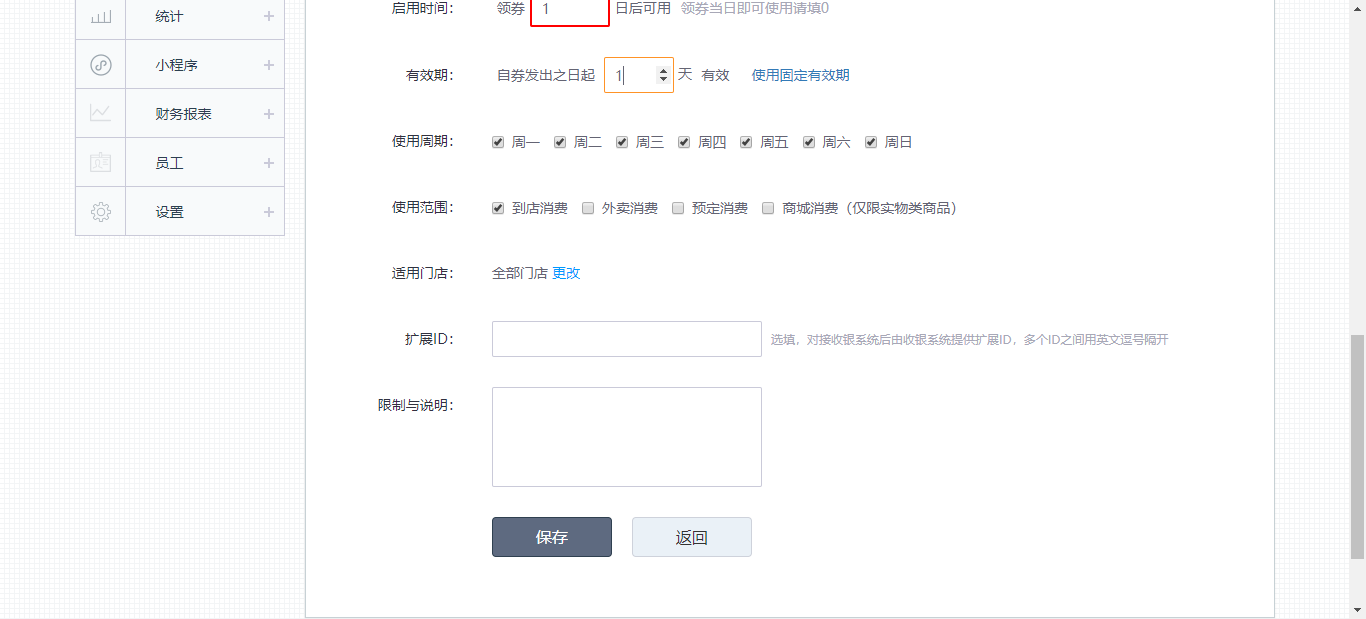 统计
小程序
财务报表
员工
设置
启用时间： 领券 1 日后可用 领券当日即可使用请填0
有效期： 自券发出之日起 1 天 有效 使用固定有效期
使用周期： 周一 周二 周三 周四 周五 周六 周日
使用范围： 到店消费 外卖消费 预定消费 商城消费（仅限实物类商品）
适用门店： 全部门店 更改
扩展ID： 选填，对接收银系统后由收银系统提供扩展ID，多个ID之间用英文逗号隔开
限制与说明：
保存 返回